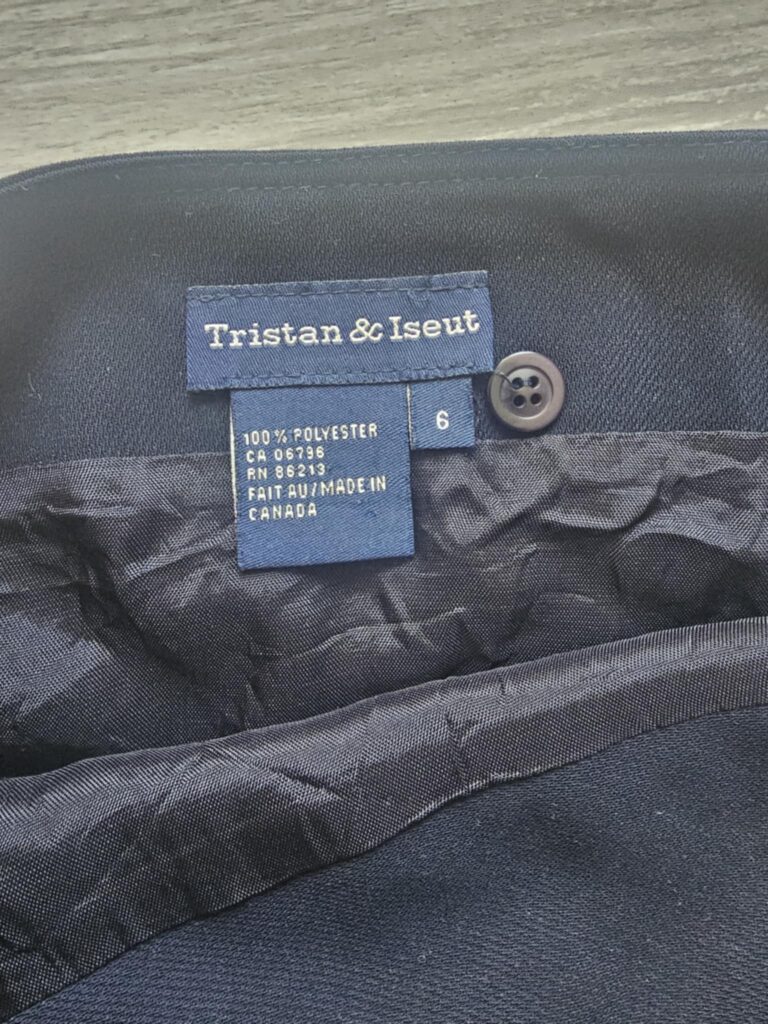 Tristan & Iseut
6
100% POLYESTER
CA 06796
RN 86213
FAIT AU/MADE IN
CANADA